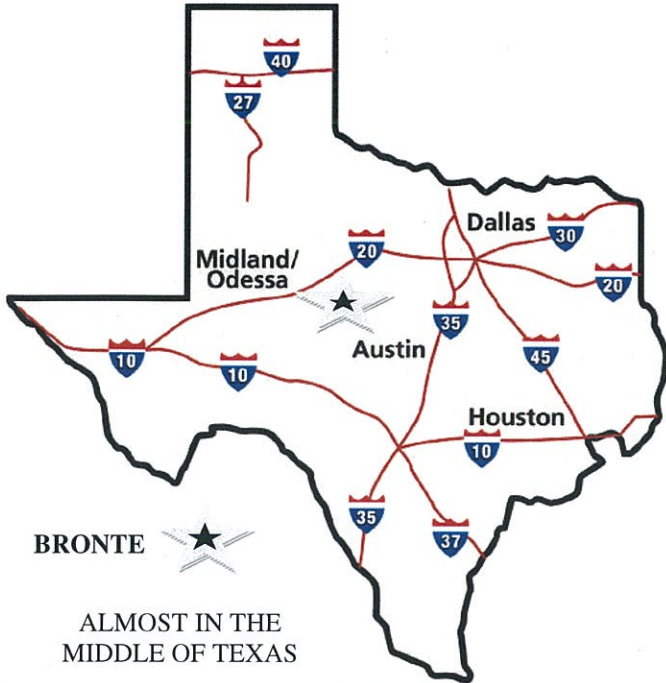 40
27
Dallas
30
20
Midland/
Odessa
20
35
Austin
10
10
45
Houston
10
35
37
BRONTE
ALMOST IN THE
MIDDLE OF TEXAS